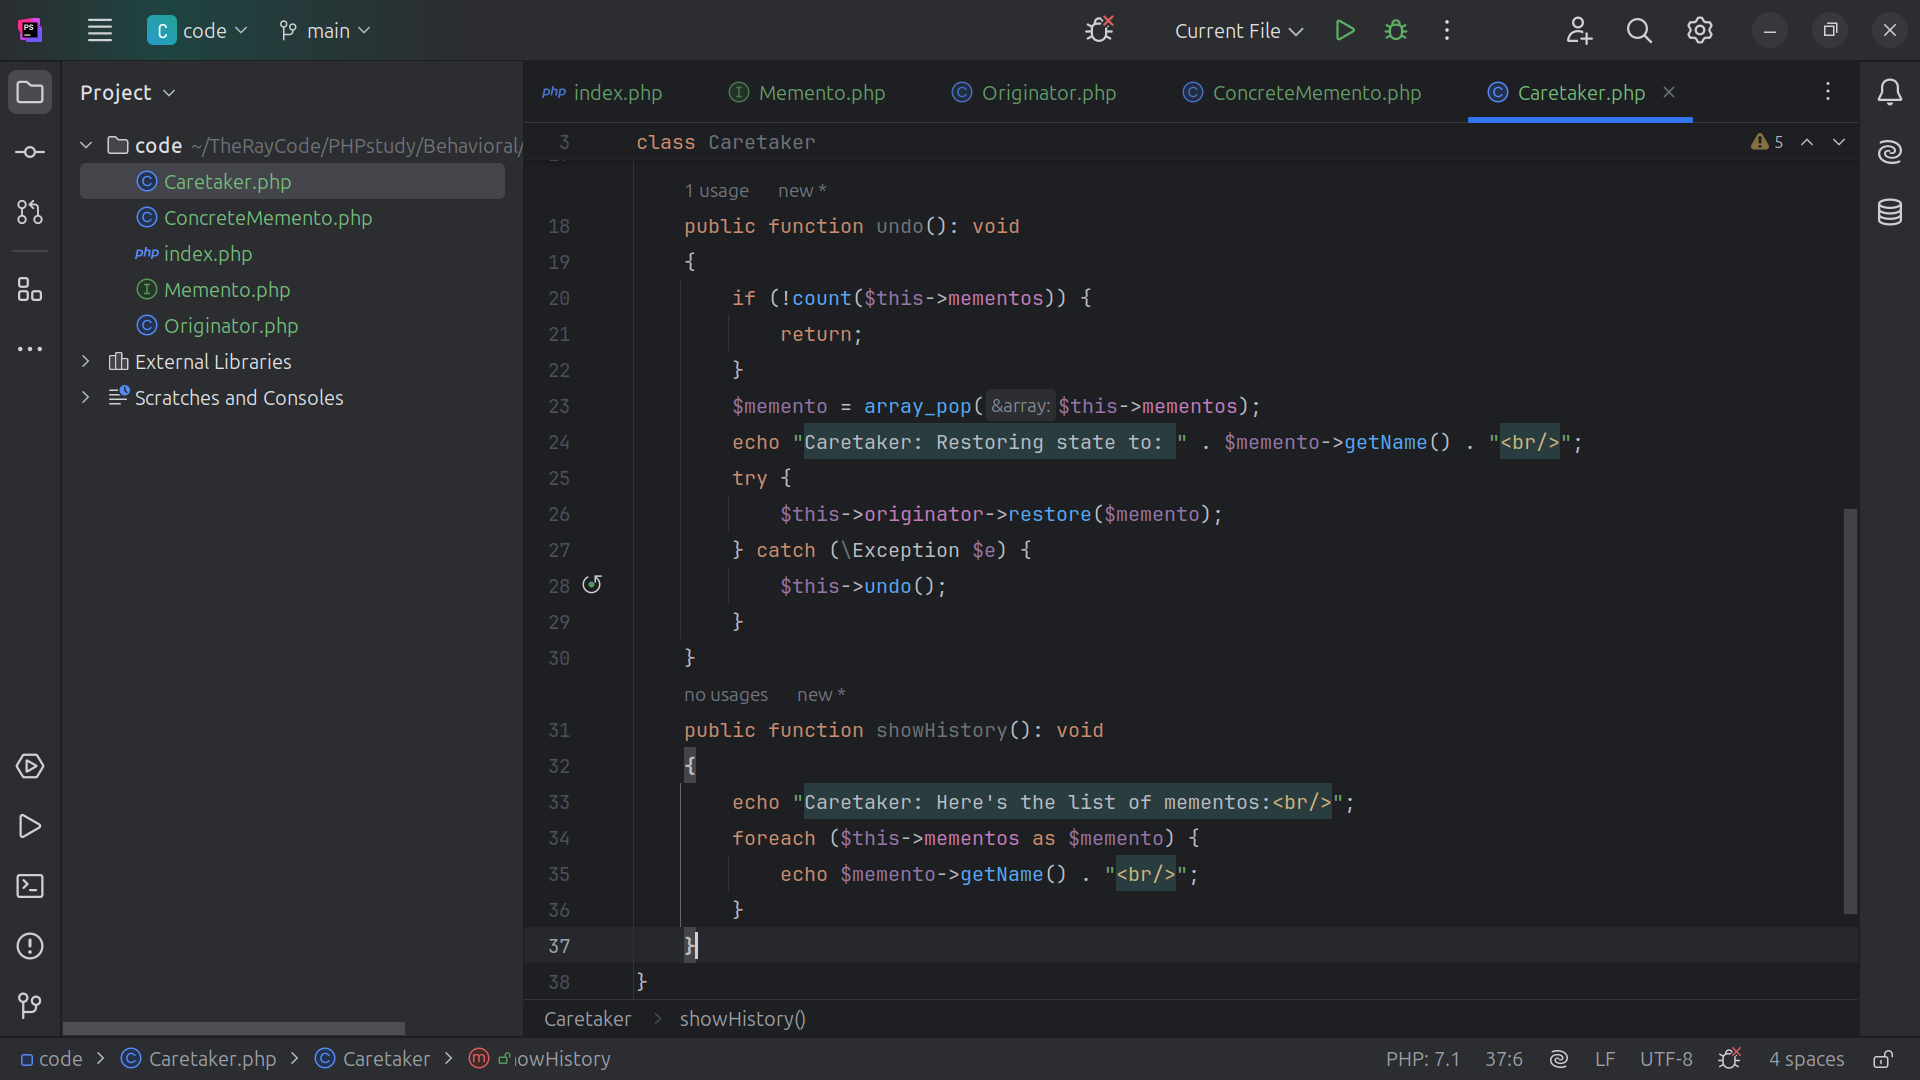 PS
C code main Current File
Project
index.php Memento.php Originator.php ConcreteMemento.php Caretaker.php
code ~/TheRayCode/PHPstudy/Behavioral/
Caretaker.php
ConcreteMemento.php
index.php
Memento.php
Originator.php
External Libraries
Scratches and Consoles
3 class Caretaker 5
1 usage new *
18 public function undo(): void
19 {
20 if (!count($this->mementos)) {
21 return;
22 }
23 $memento = array_pop( &array: $this->mementos);
24 echo "Caretaker: Restoring state to: " . $memento->getName() . "<br/>";
25 try {
26 $this->originator->restore($memento);
27 } catch (\Exception $e) {
28 $this->undo();
29 }
30 }
no usages new *
31 public function showHistory(): void
32 {
33 echo "Caretaker: Here's the list of mementos:<br/>";
34 foreach ($this->mementos as $memento) {
35 echo $memento->getName() . "<br/>";
36 }
37 }
38 }
Caretaker > showHistory()
code > Caretaker.php > Caretaker > owHistory PHP: 7.1 37:6 LF UTF-8 4 spaces